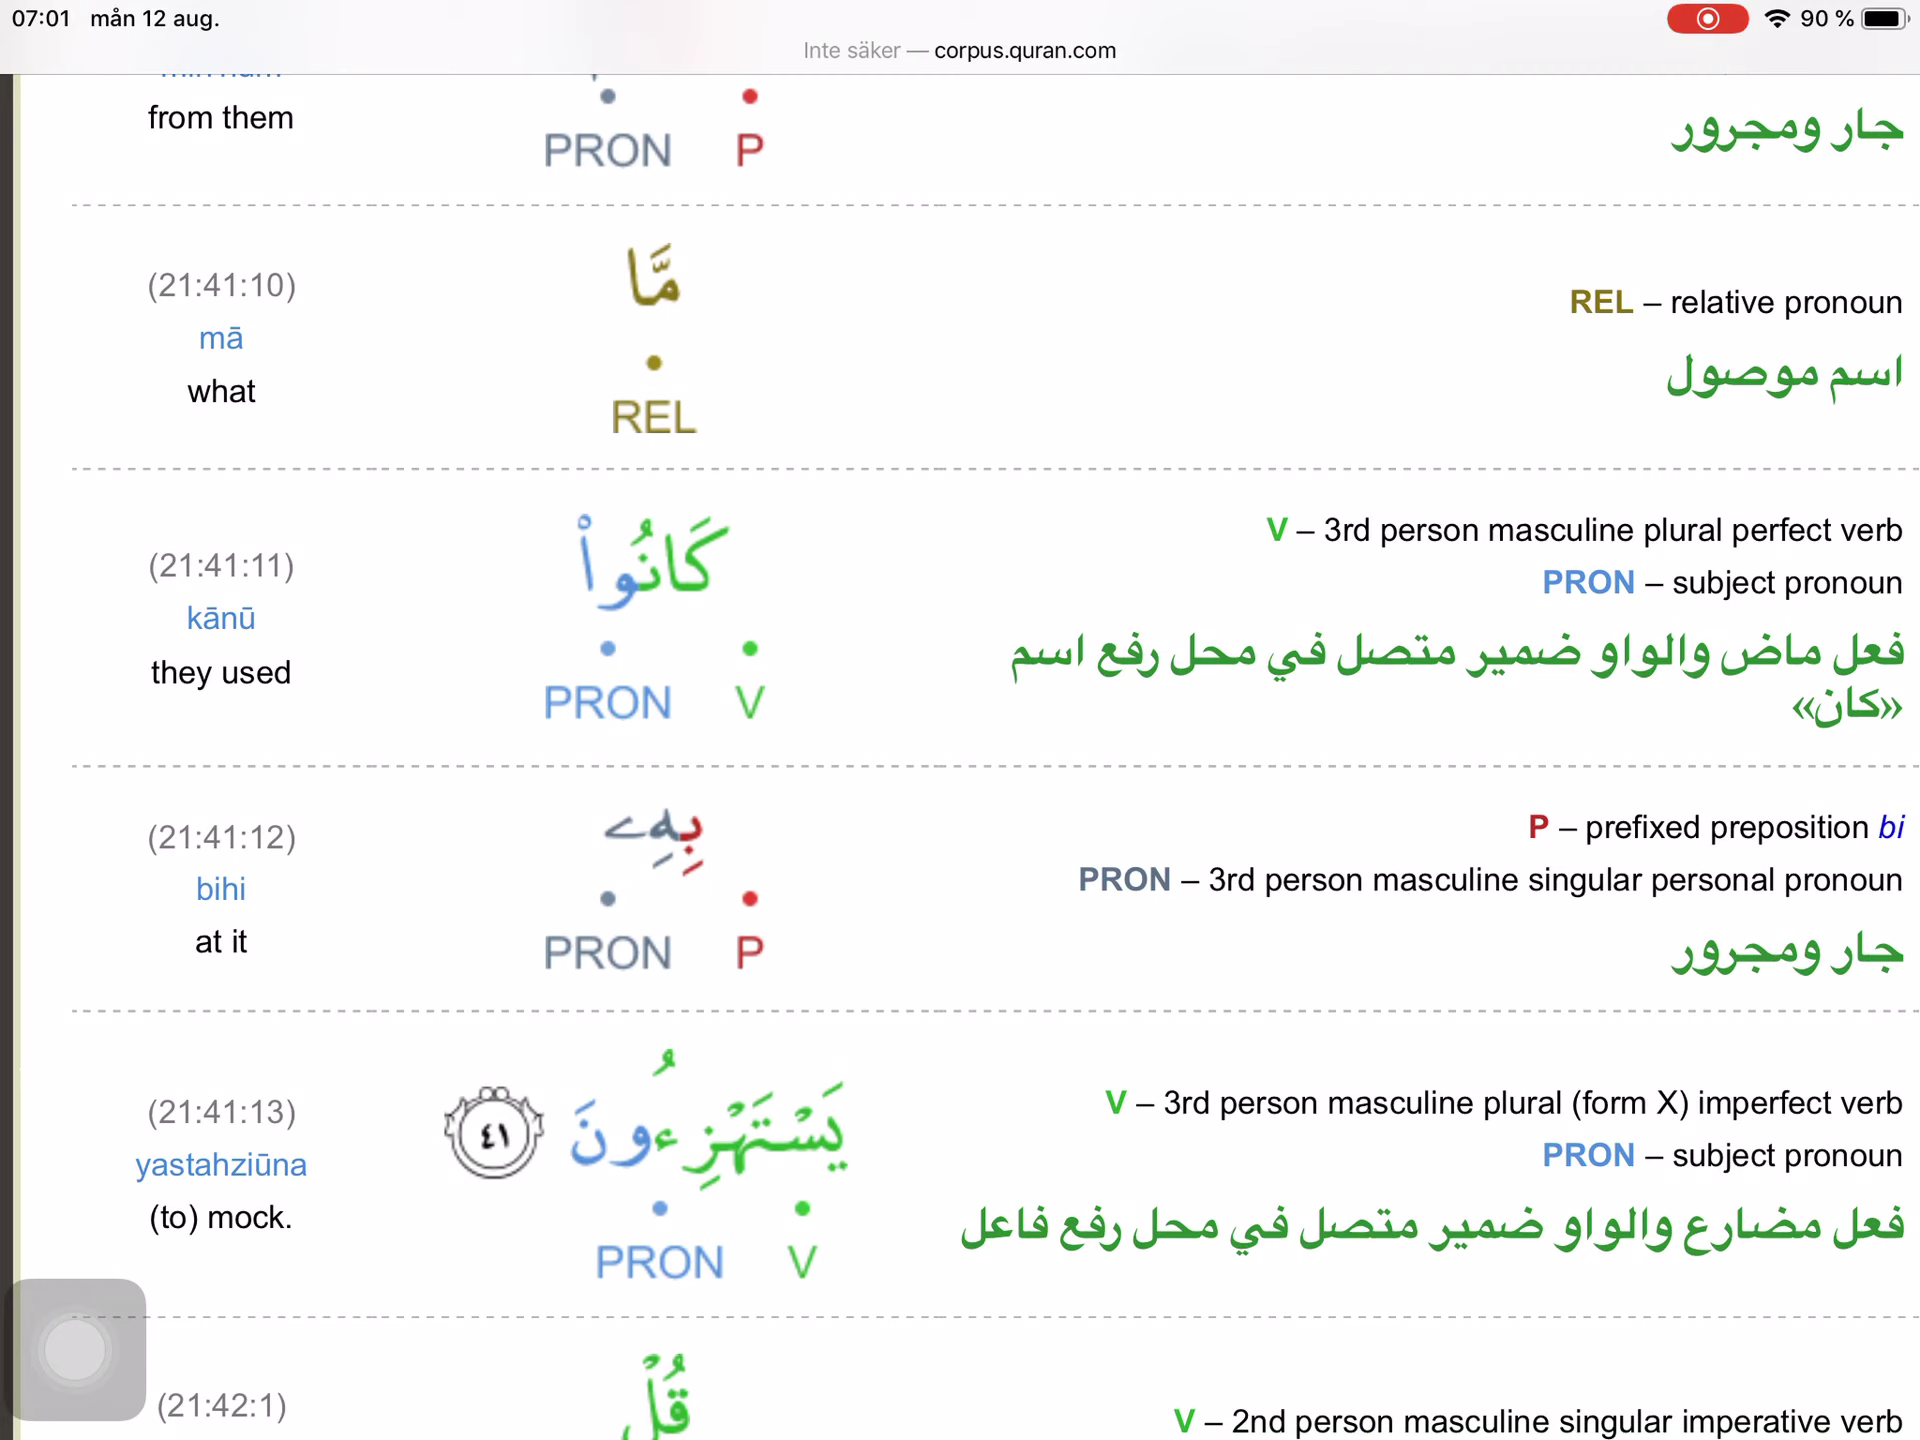 07:01 mån 12 aug.
90 %
Inte säker — corpus.quran.com
from them
PRON P
جار ومجرور
(21:41:10)
mā
what
مَّا
REL
REL – relative pronoun
اسم موصول
(21:41:11)
kānū
they used
كَانُوا۟
PRON V
V – 3rd person masculine plural perfect verb
PRON – subject pronoun
فعل ماض والواو ضمير متصل في محل رفع اسم
«كان»
(21:41:12)
bihi
at it
بِهِۦ
PRON P
P – prefixed preposition bi
PRON – 3rd person masculine singular personal pronoun
جار ومجرور
(21:41:13)
yastahziūna
(to) mock.
يَسْتَهْزِءُونَ ٤١
PRON V
V – 3rd person masculine plural (form X) imperfect verb
PRON – subject pronoun
فعل مضارع والواو ضمير متصل في محل رفع فاعل
(21:42:1)
قُلْ
V – 2nd person masculine singular imperative verb